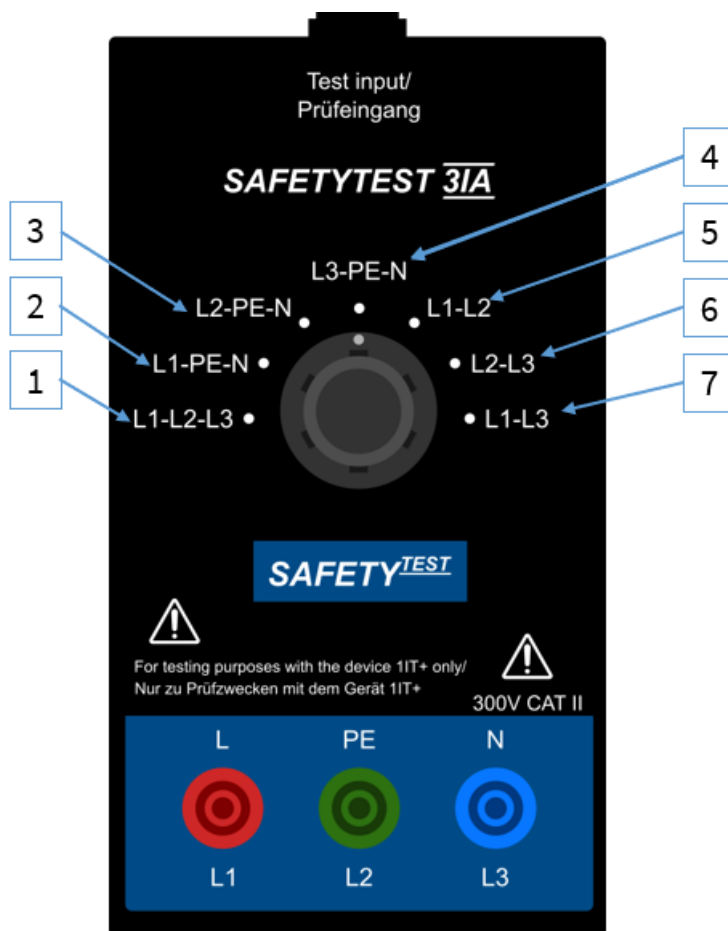 Test input/
Prüfeingang
SAFETYTEST 3IA
4
3
5
L3-PE-N
L2-PE-N
L1-L2
2
6
L1-PE-N
L2-L3
1
7
L1-L2-L3
L1-L3
SAFETYTEST
For testing purposes with the device 1IT+ only/
Nur zu Prüfzwecken mit dem Gerät 1IT+
300V CAT II
L PE N
L1 L2 L3